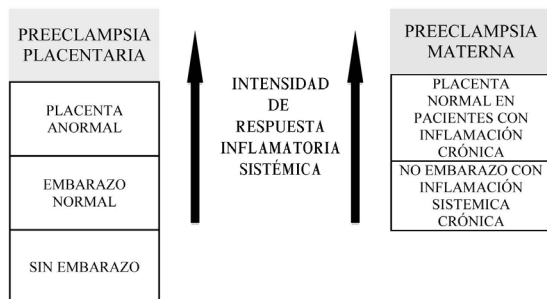 PREECLAMPSIA
PLACENTARIA
PLACENTA
ANORMAL
EMBARAZO
NORMAL
SIN EMBARAZO
INTENSIDAD
DE
RESPUESTA
INFLAMATORIA
SISTÉMICA
PREECLAMPSIA
MATERNA
PLACENTA
NORMAL EN
PACIENTES CON
INFLAMACIÓN
CRÓNICA
NO EMBARAZO CON
INFLAMACIÓN
SISTEMICA
CRÓNICA